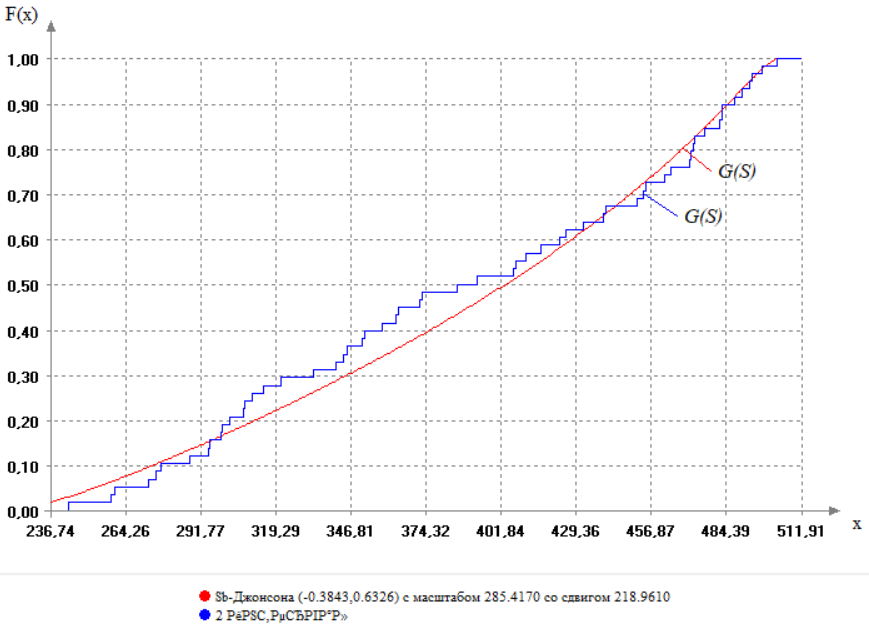 F(x)
1,00
0,90
0,80
G(S)
0,70
G(S)
0,60
0,50
0,40
0,30
0,20
0,10
0,00
236,74 264,26 291,77 319,29 346,81 374,32 401,84 429,36 456,87 484,39 511,91 x
Sb-Джонсона (-0.3843,0.6326) с масштабом 285.4170 со сдвигом 218.9610
2 РёРЅС‚РµСЂРІР°Р»